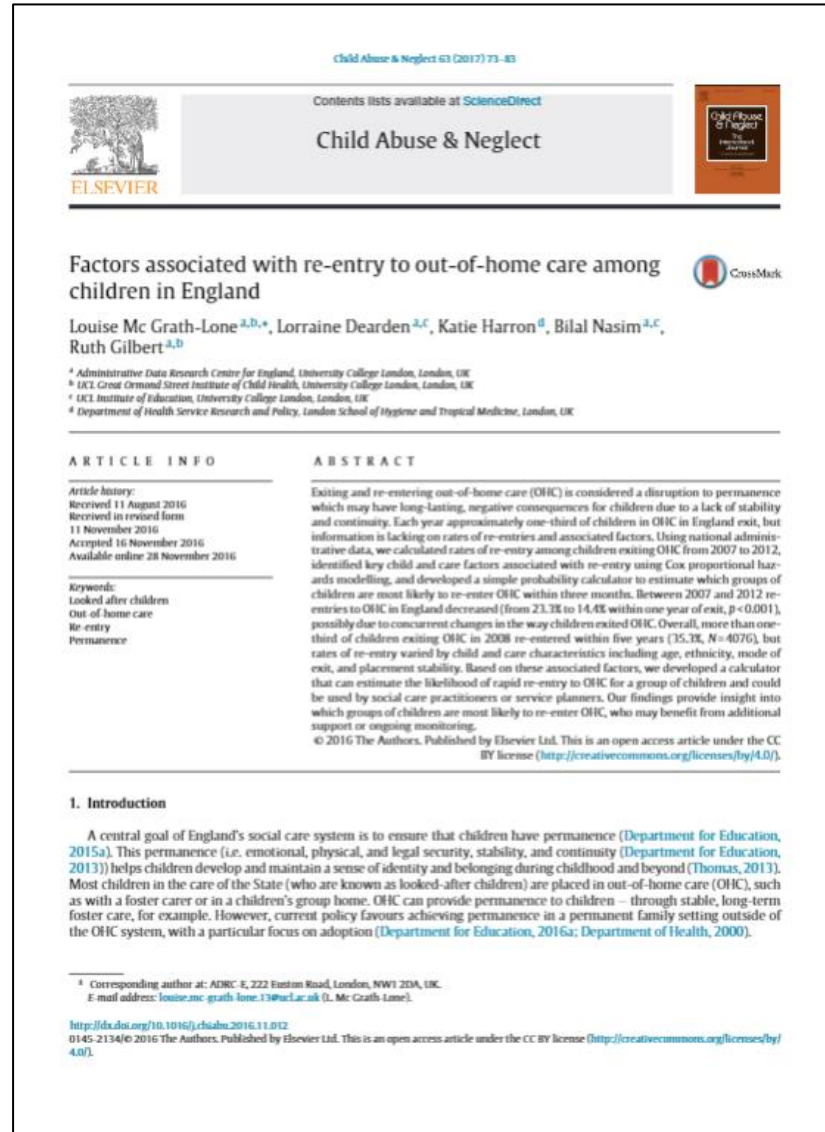 Child Abuse & Neglect 63 (2017) 73–83
Contents lists available at ScienceDirect
Child Abuse & Neglect
ELSEVIER
Child Abuse
& Neglect
The
International
Journal
Factors associated with re-entry to out-of-home care among
children in England
CrossMark
Louise Mc Grath-Lone a,b,*, Lorraine Dearden a,c, Katie Harron d, Bilal Nasim a,c,
Ruth Gilbert a,b
a Administrative Data Research Centre for England, University College London, London, UK
b UCL Great Ormond Street Institute of Child Health, University College London, London, UK
c UCL Institute of Education, University College London, London, UK
d Department of Health Service Research and Policy, London School of Hygiene and Tropical Medicine, London, UK
ARTICLE INFO
Article history:
Received 11 August 2016
Received in revised form
11 November 2016
Accepted 16 November 2016
Available online 28 November 2016
Keywords:
Looked after children
Out-of-home care
Re-entry
Permanence
ABSTRACT
Exiting and re-entering out-of-home care (OHC) is considered a disruption to permanence
which may have long-lasting, negative consequences for children due to a lack of stability
and continuity. Each year approximately one-third of children in OHC in England exit, but
information is lacking on rates of re-entries and associated factors. Using national adminis-
trative data, we calculated rates of re-entry among children exiting OHC from 2007 to 2012,
identified key child and care factors associated with re-entry using Cox proportional haz-
ards modelling, and developed a simple probability calculator to estimate which groups of
children are most likely to re-enter OHC within three months. Between 2007 and 2012 re-
entries to OHC in England decreased (from 23.3% to 14.4% within one year of exit, p < 0.001),
possibly due to concurrent changes in the way children exited OHC. Overall, more than one-
third of children exiting OHC in 2008 re-entered within five years (35.3%, N = 4076), but
rates of re-entry varied by child and care characteristics including age, ethnicity, mode of
exit, and placement stability. Based on these associated factors, we developed a calculator
that can estimate the likelihood of rapid re-entry to OHC for a group of children and could
be used by social care practitioners or service planners. Our findings provide insight into
which groups of children are most likely to re-enter OHC, who may benefit from additional
support or ongoing monitoring.
© 2016 The Authors. Published by Elsevier Ltd. This is an open access article under the CC
BY license (http://creativecommons.org/licenses/by/4.0/).
1. Introduction
A central goal of England's social care system is to ensure that children have permanence (Department for Education,
2015a). This permanence (i.e. emotional, physical, and legal security, stability, and continuity (Department for Education,
2013)) helps children develop and maintain a sense of identity and belonging during childhood and beyond (Thomas, 2013).
Most children in the care of the State (who are known as looked-after children) are placed in out-of-home care (OHC), such
as with a foster carer or in a children's group home. OHC can provide permanence to children – through stable, long-term
foster care, for example. However, current policy favours achieving permanence in a permanent family setting outside of
the OHC system, with a particular focus on adoption (Department for Education, 2016a; Department of Health, 2000).
* Corresponding author at: ADRC-E, 222 Euston Road, London, NW1 2DA, UK.
E-mail address: louise.mc-grath-lone.13@ucl.ac.uk (L. Mc Grath-Lone).
http://dx.doi.org/10.1016/j.chiabu.2016.11.012
0145-2134/© 2016 The Authors. Published by Elsevier Ltd. This is an open access article under the CC BY license (http://creativecommons.org/licenses/by/
4.0/).